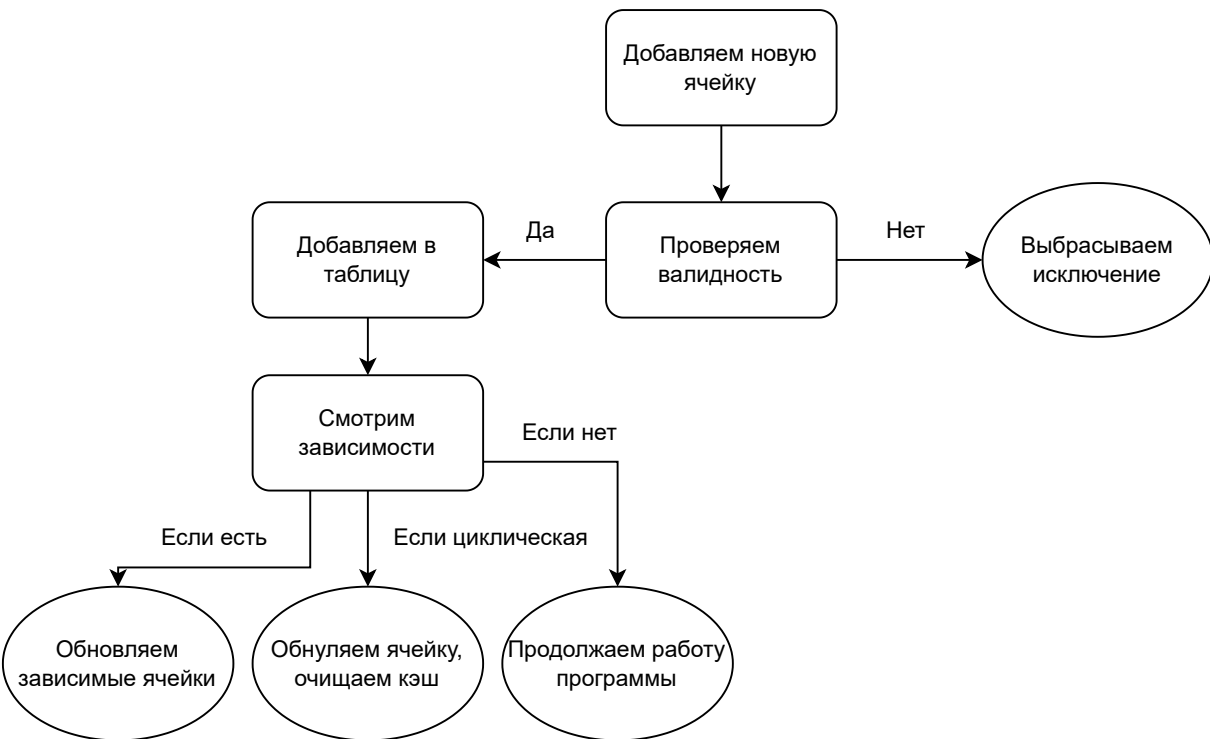 Добавляем новую
ячейку
Добавляем в
таблицу
Да
Проверяем
валидность
Нет
Выбрасываем
исключение
Смотрим
зависимости
Если нет
Если есть
Если циклическая
Обновляем
зависимые ячейки
Обнуляем ячейку,
очищаем кэш
Продолжаем работу
программы